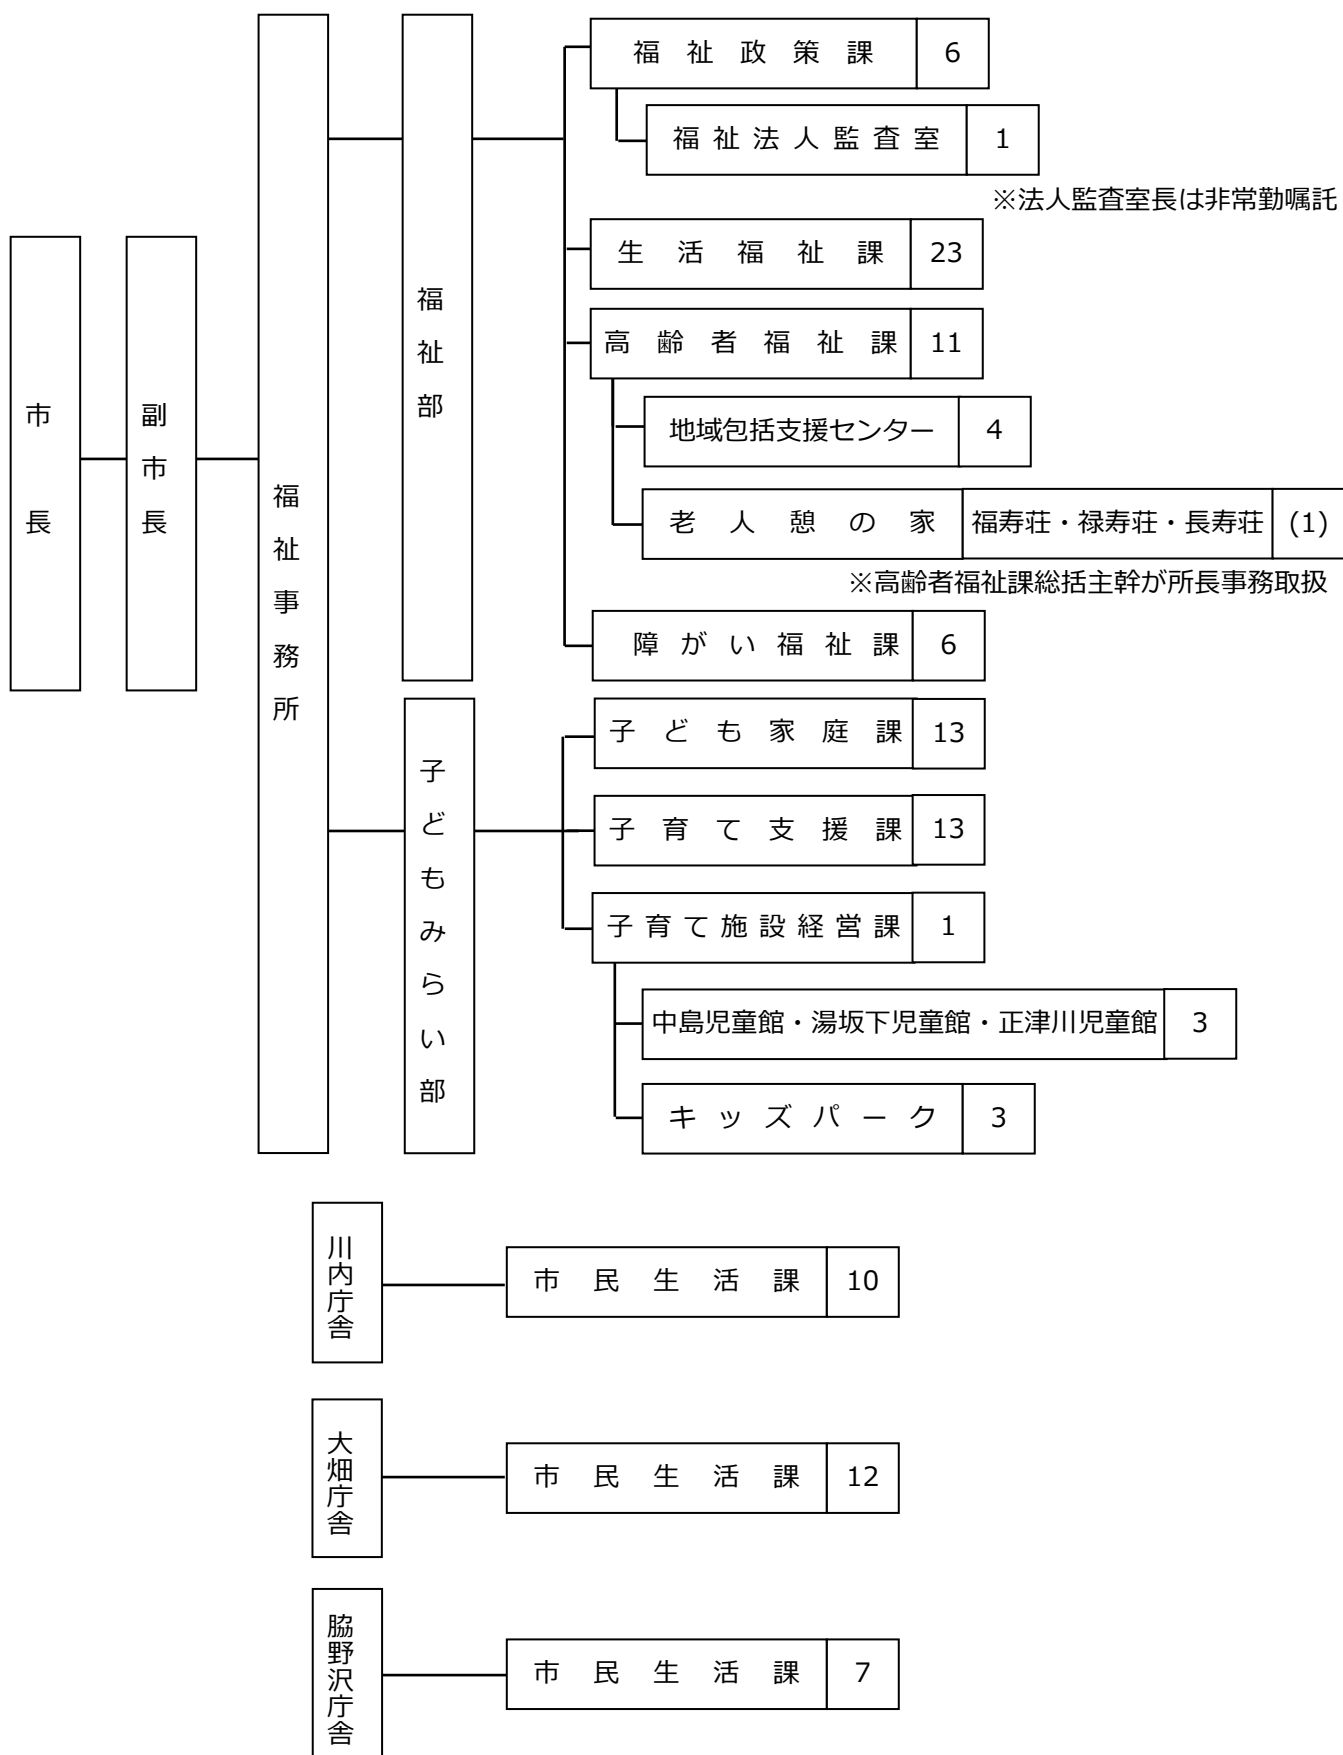 市長
副市長
福祉事務所
福祉部
福祉政策課 6
福祉法人監査室 1
※法人監査室長は非常勤嘱託
生活福祉課 23
高齢者福祉課 11
地域包括支援センター 4
老人憩の家 福寿荘・禄寿荘・長寿荘 (1)
※高齢者福祉課総括主幹が所長事務取扱
障がい福祉課 6
子どもみらい部
子ども家庭課 13
子育て支援課 13
子育て施設経営課 1
中島児童館・湯坂下児童館・正津川児童館 3
キッズパーク 3
川内庁舎
市民生活課 10
大畑庁舎
市民生活課 12
脇野沢庁舎
市民生活課 7